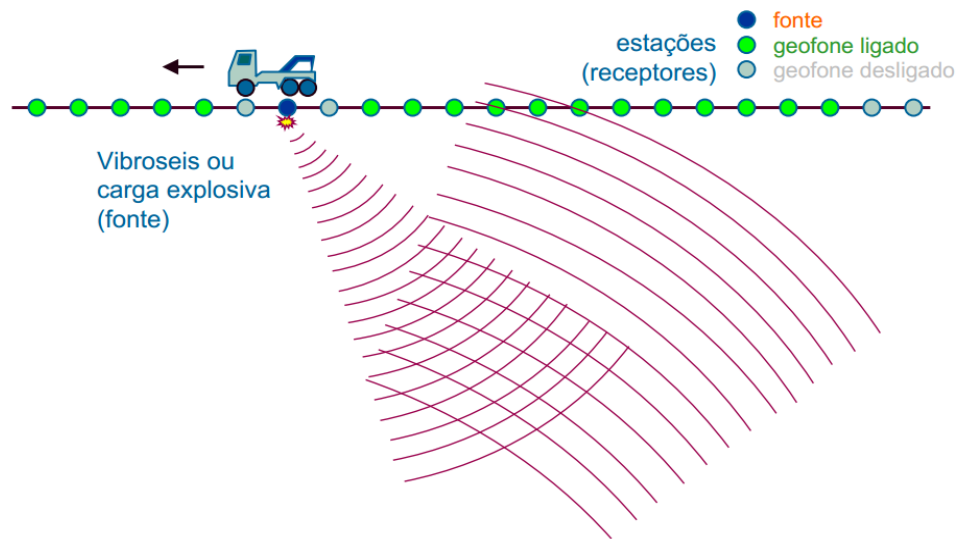 estações
(receptores)
fonte
geofone ligado
geofone desligado
Vibroseis ou
carga explosiva
(fonte)